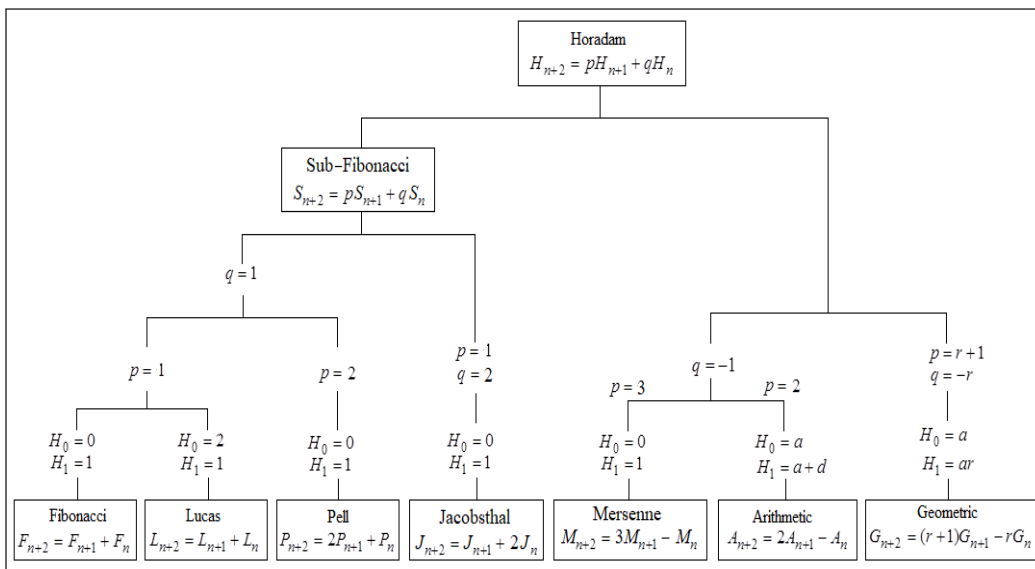 Horadam
H_{n+2} = pH_{n+1} + qH_n
Sub-Fibonacci
S_{n+2} = pS_{n+1} + qS_n
q = 1
p = 1
p = 2
p = 1
q = 2
q = -1
p = 3
p = 2
p = r + 1
q = -r
H_0 = 0
H_1 = 1
H_0 = 2
H_1 = 1
H_0 = 0
H_1 = 1
H_0 = 0
H_1 = 1
H_0 = 0
H_1 = 1
H_0 = a
H_1 = a + d
H_0 = a
H_1 = ar
Fibonacci
F_{n+2} = F_{n+1} + F_n
Lucas
L_{n+2} = L_{n+1} + L_n
Pell
P_{n+2} = 2P_{n+1} + P_n
Jacobsthal
J_{n+2} = J_{n+1} + 2J_n
Mersenne
M_{n+2} = 3M_{n+1} - M_n
Arithmetic
A_{n+2} = 2A_{n+1} - A_n
Geometric
G_{n+2} = (r+1)G_{n+1} - rG_n